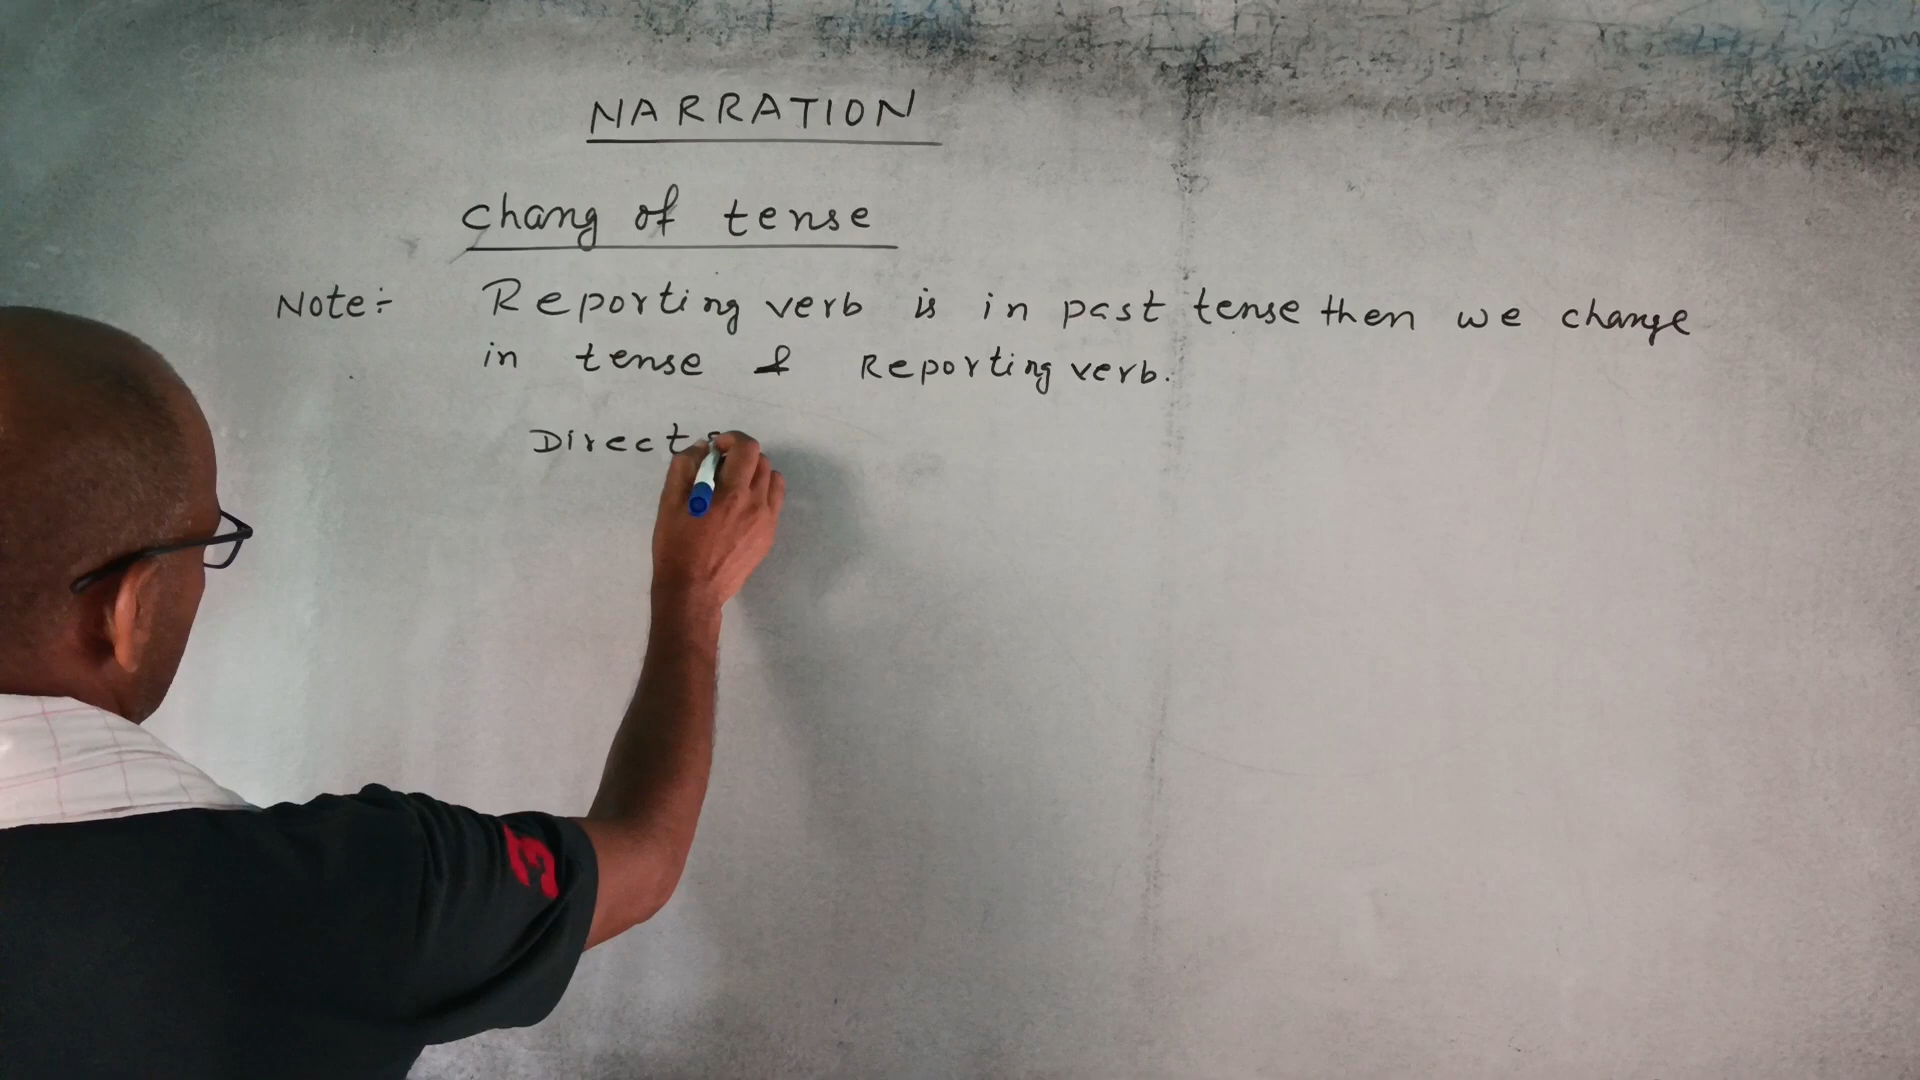 NARRATION
Chang of tense
Note:- Reporting verb is in past tense then we change
in tense & Reporting verb.
Direct